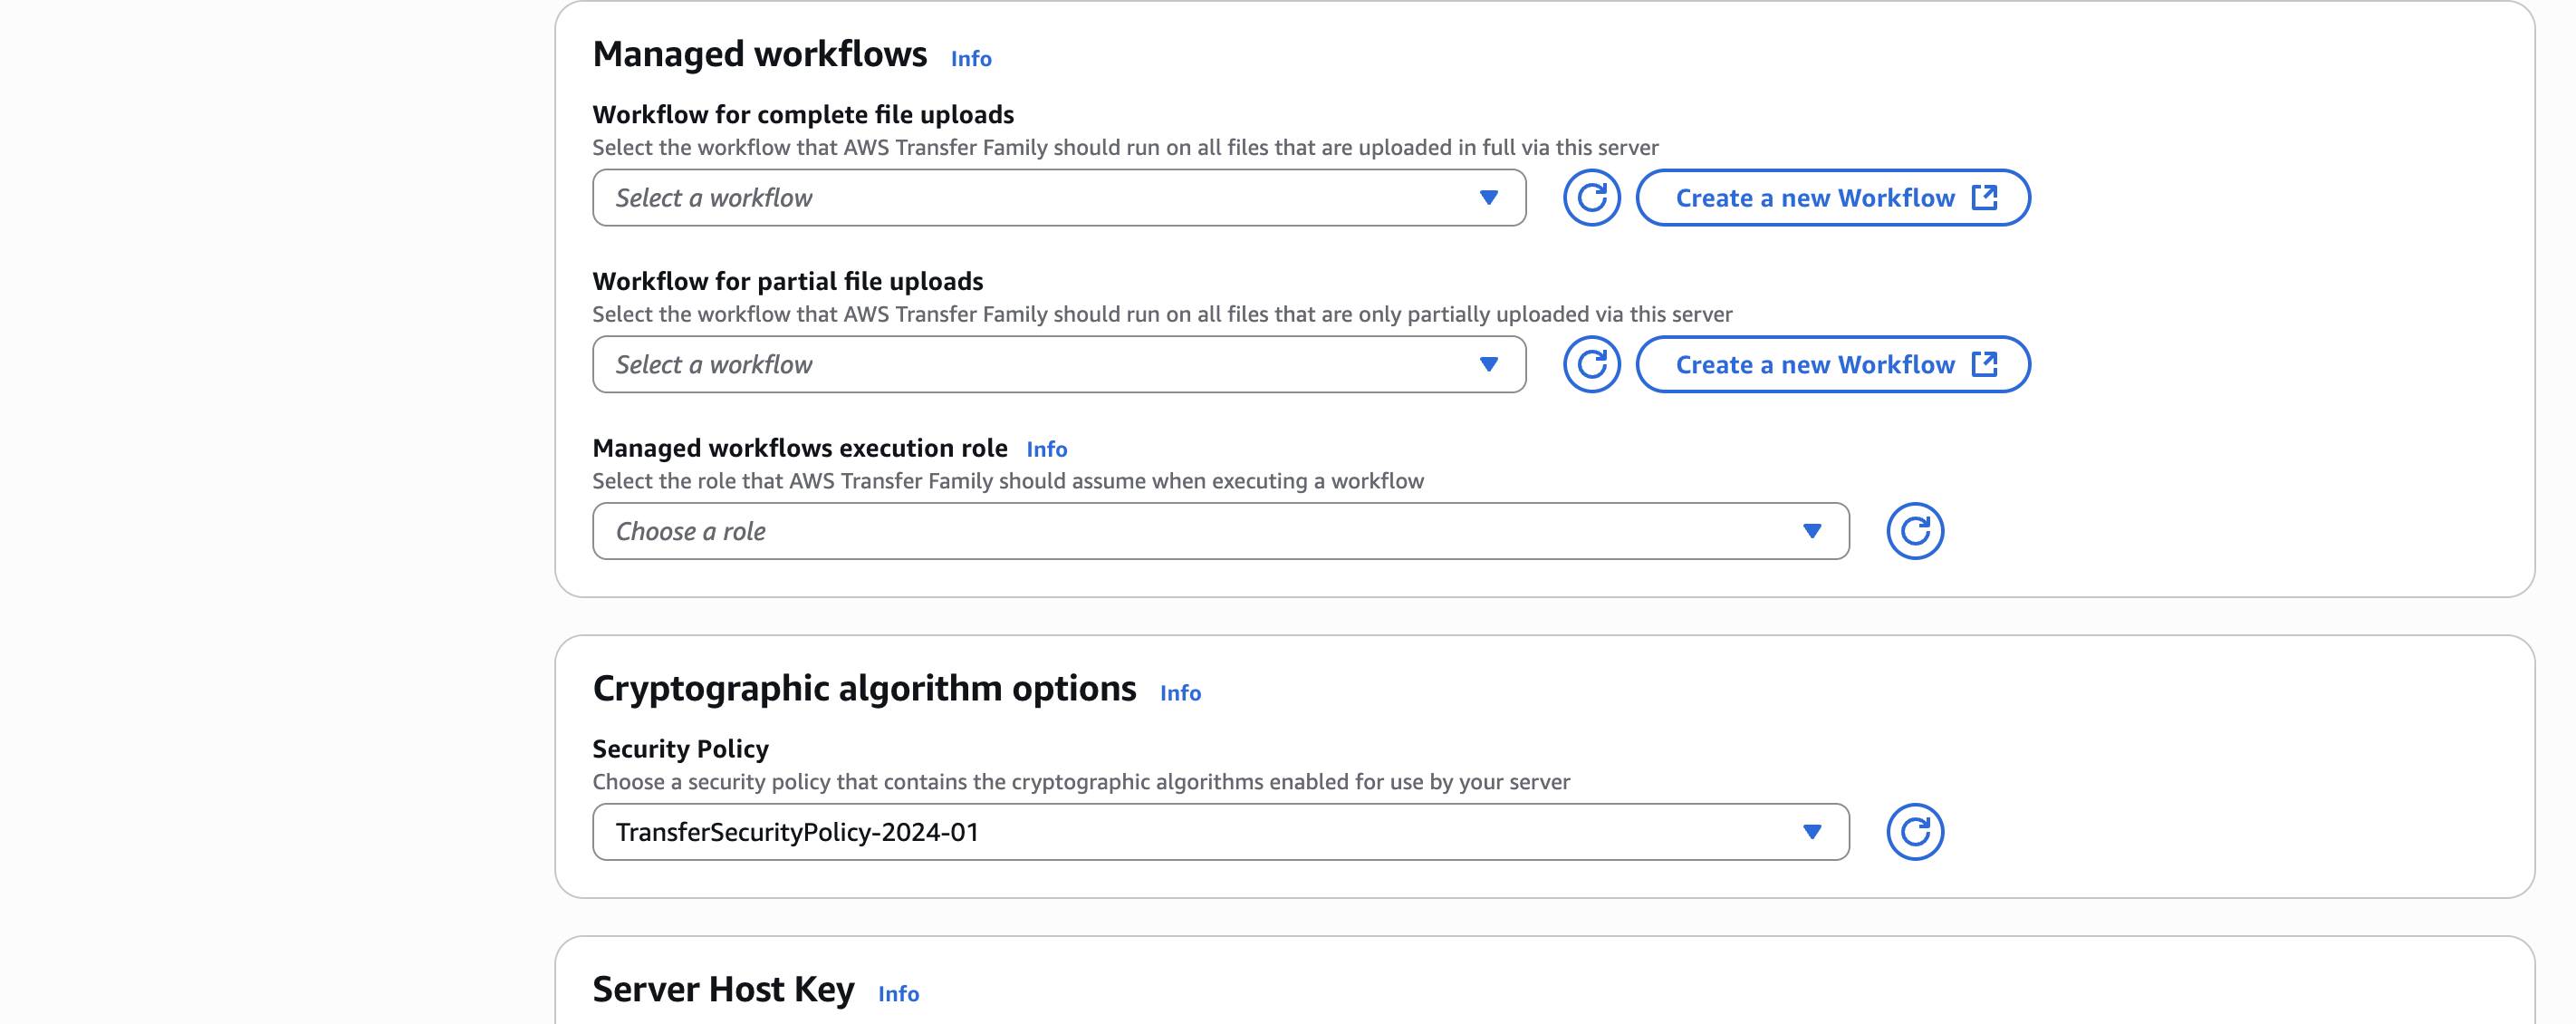 Managed workflows Info
Workflow for complete file uploads
Select the workflow that AWS Transfer Family should run on all files that are uploaded in full via this server
Select a workflow
Create a new Workflow
Workflow for partial file uploads
Select the workflow that AWS Transfer Family should run on all files that are only partially uploaded via this server
Select a workflow
Create a new Workflow
Managed workflows execution role Info
Select the role that AWS Transfer Family should assume when executing a workflow
Choose a role
Cryptographic algorithm options Info
Security Policy
Choose a security policy that contains the cryptographic algorithms enabled for use by your server
TransferSecurityPolicy-2024-01
Server Host Key Info